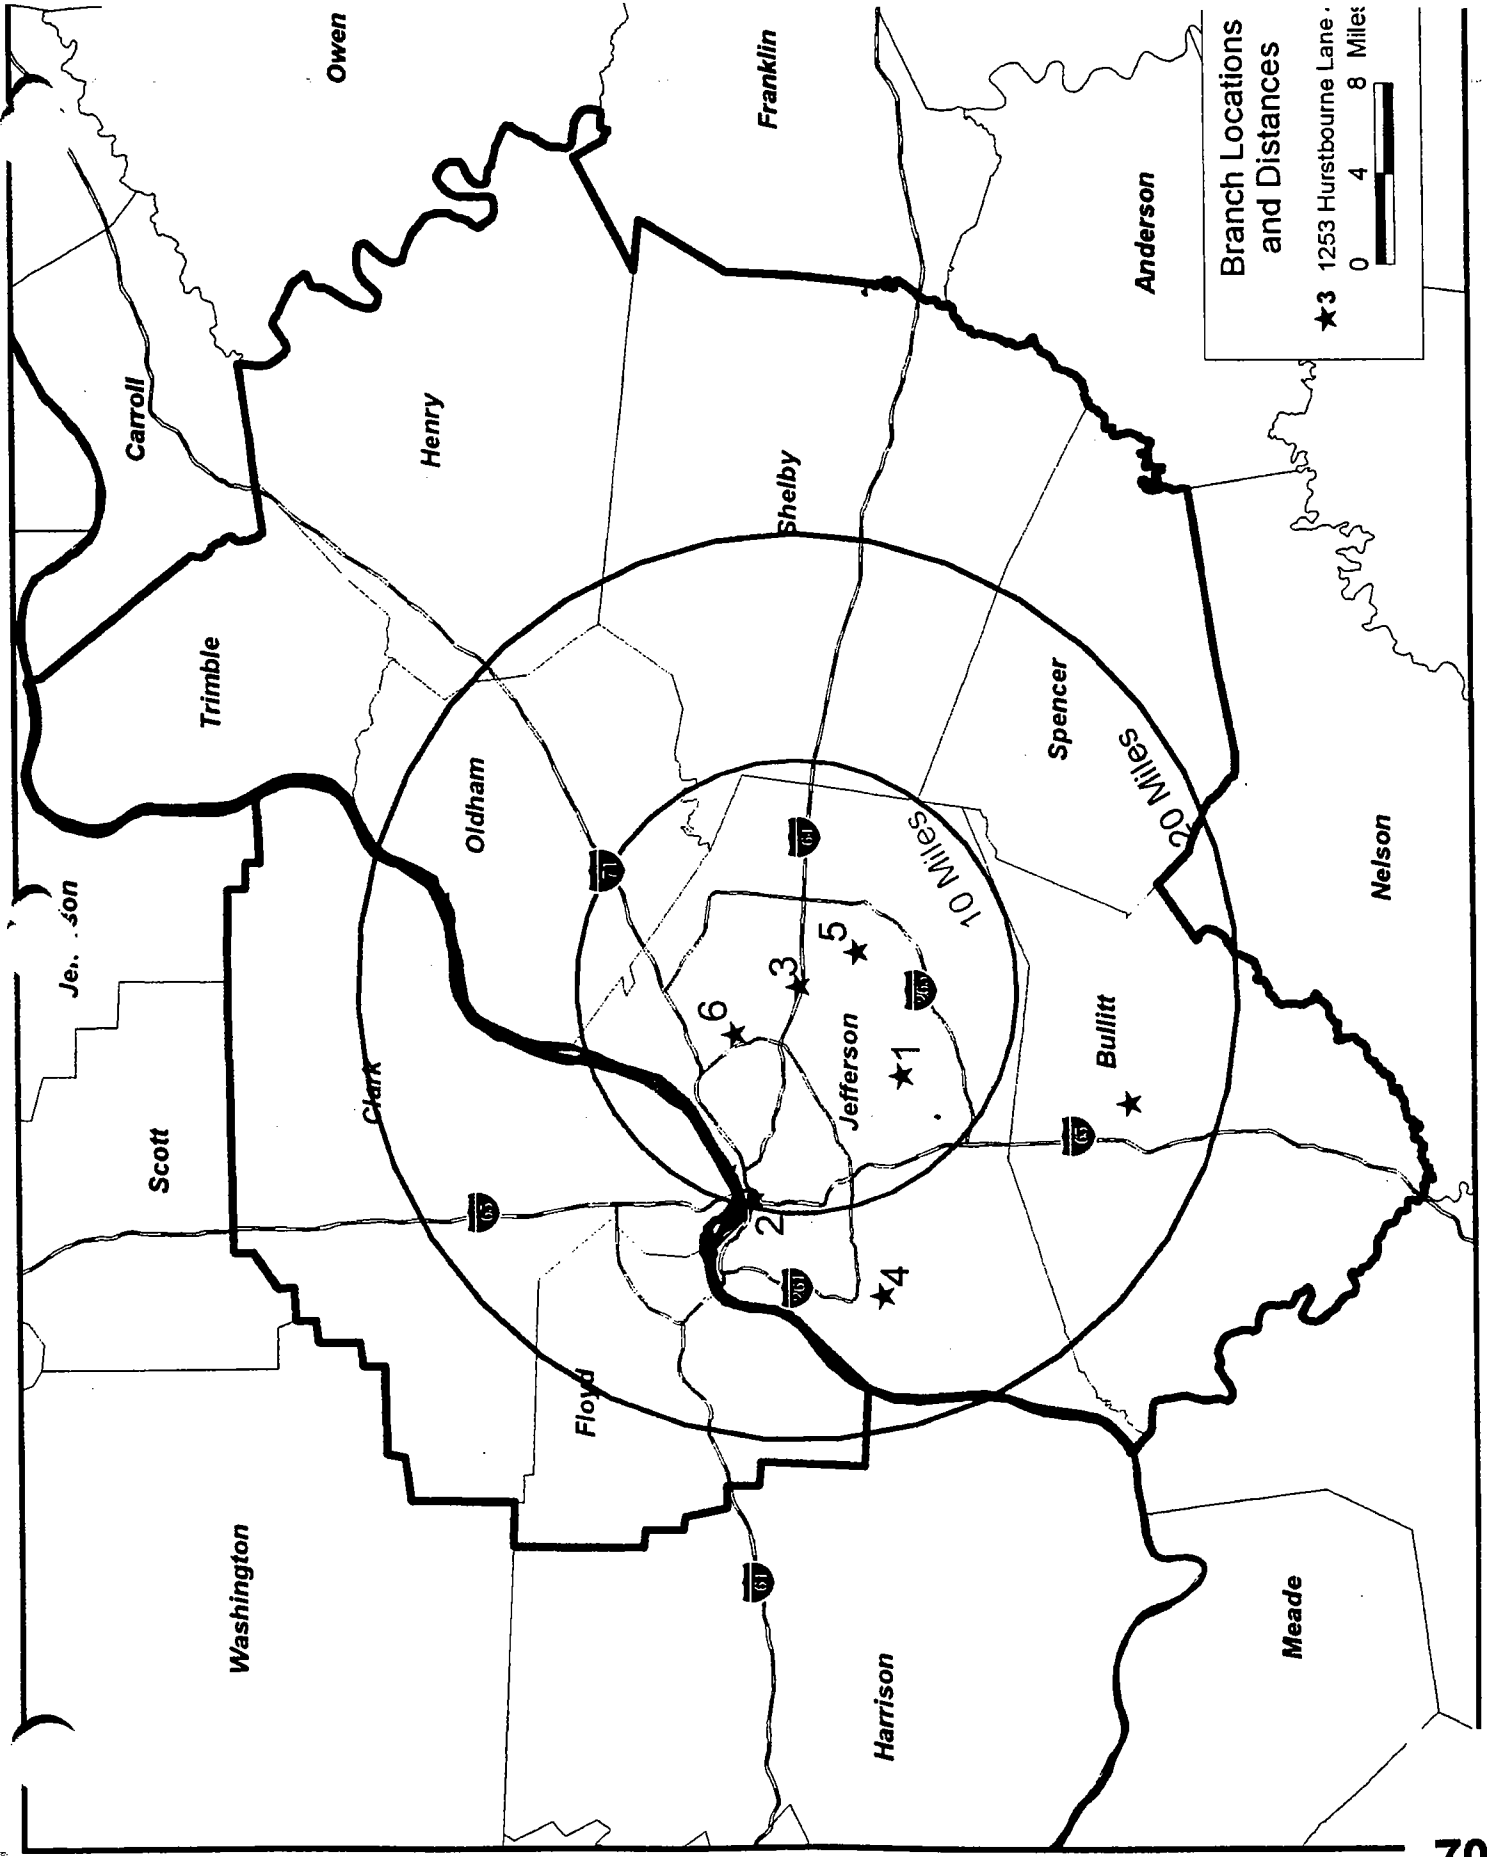 Owen
Franklin
Anderson
Carroll
Henry
Shelby
Trimble
Oldham
Spencer
Nelson
Scott
Clark
Jefferson
Bullitt
Washington
Floyd
Harrison
Meade
10 Miles
20 Miles
71
64
65
65
64
1
2
3
4
5
6
Branch Locations
and Distances
★3 1253 Hurstbourne Lane
0 4 8 Miles
70